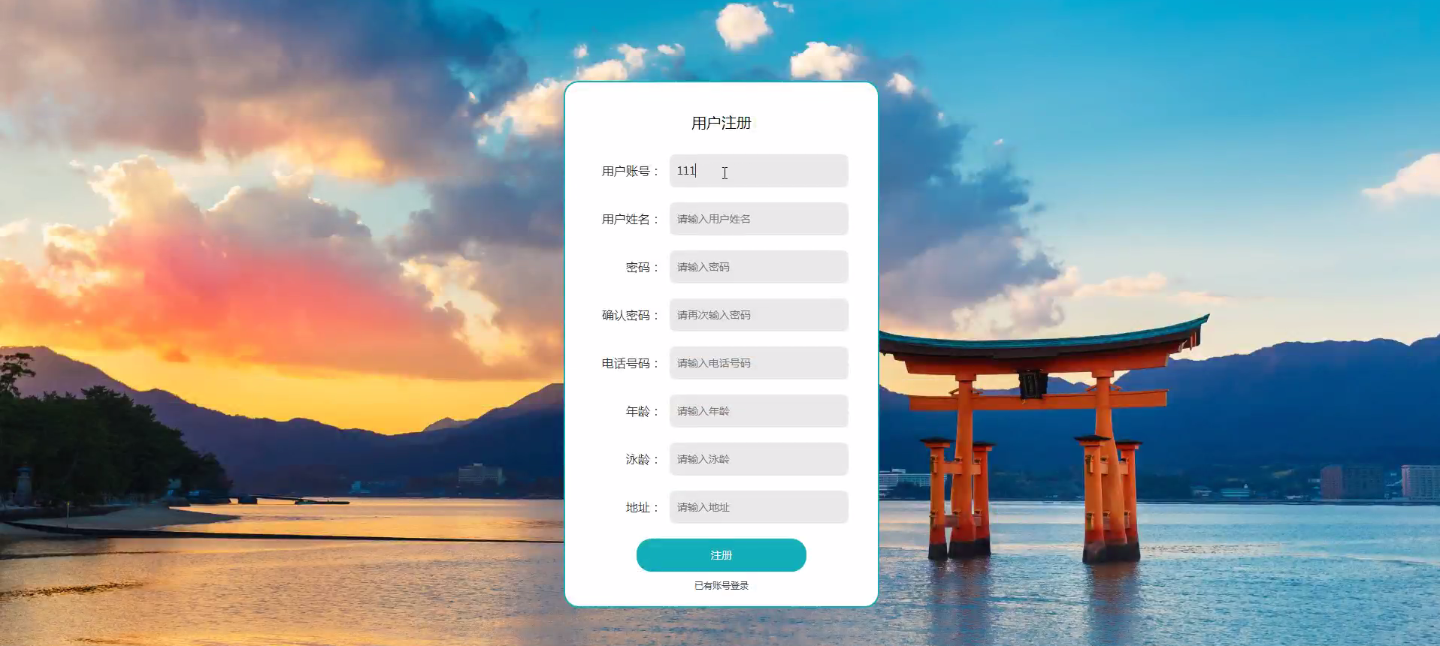 用户注册
用户账号： 111
用户姓名： 请输入用户姓名
密码： 请输入密码
确认密码： 请再次输入密码
电话号码： 请输入电话号码
年龄： 请输入年龄
泳龄： 请输入泳龄
地址： 请输入地址
注册
已有账号登录